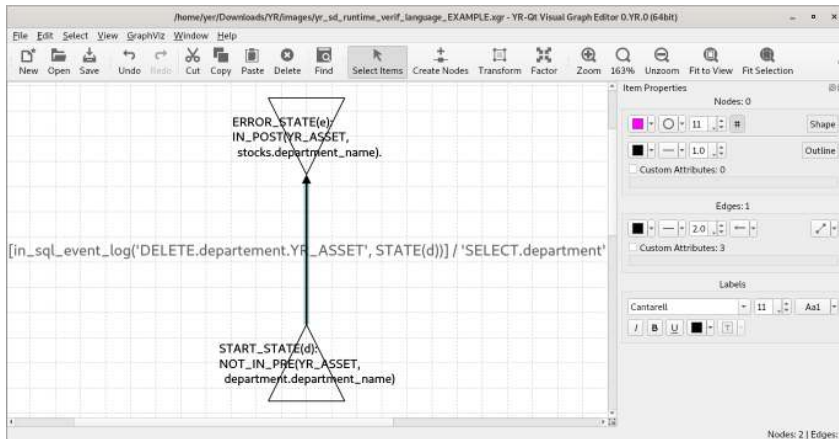 /home/yer/Downloads/YR/images/yr_sd_runtime_verif_language_EXAMPLE.xgr - YR-Qt Visual Graph Editor 0.YR.0 (64bit)
File Edit Select View GraphViz Window Help
New Open Save Undo Redo Cut Copy Paste Delete Find Select Items Create Nodes Transform Factor Zoom 163% Unzoom Fit to View Fit Selection
Item Properties
Nodes: 0
11 # Shape
1.0 Outline
Custom Attributes: 0
Edges: 1
2.0
Custom Attributes: 3
Labels
Cantarell 11 Aa1
I B U T
ERROR_STATE(e):
IN_POST(YR_ASSET,
stocks.department_name).
[in_sql_event_log('DELETE.departement.YR_ASSET', STATE(d))] / 'SELECT.department'
START_STATE(d):
NOT_IN_PRE(YR_ASSET,
department.department_name)
Nodes: 2 | Edges: